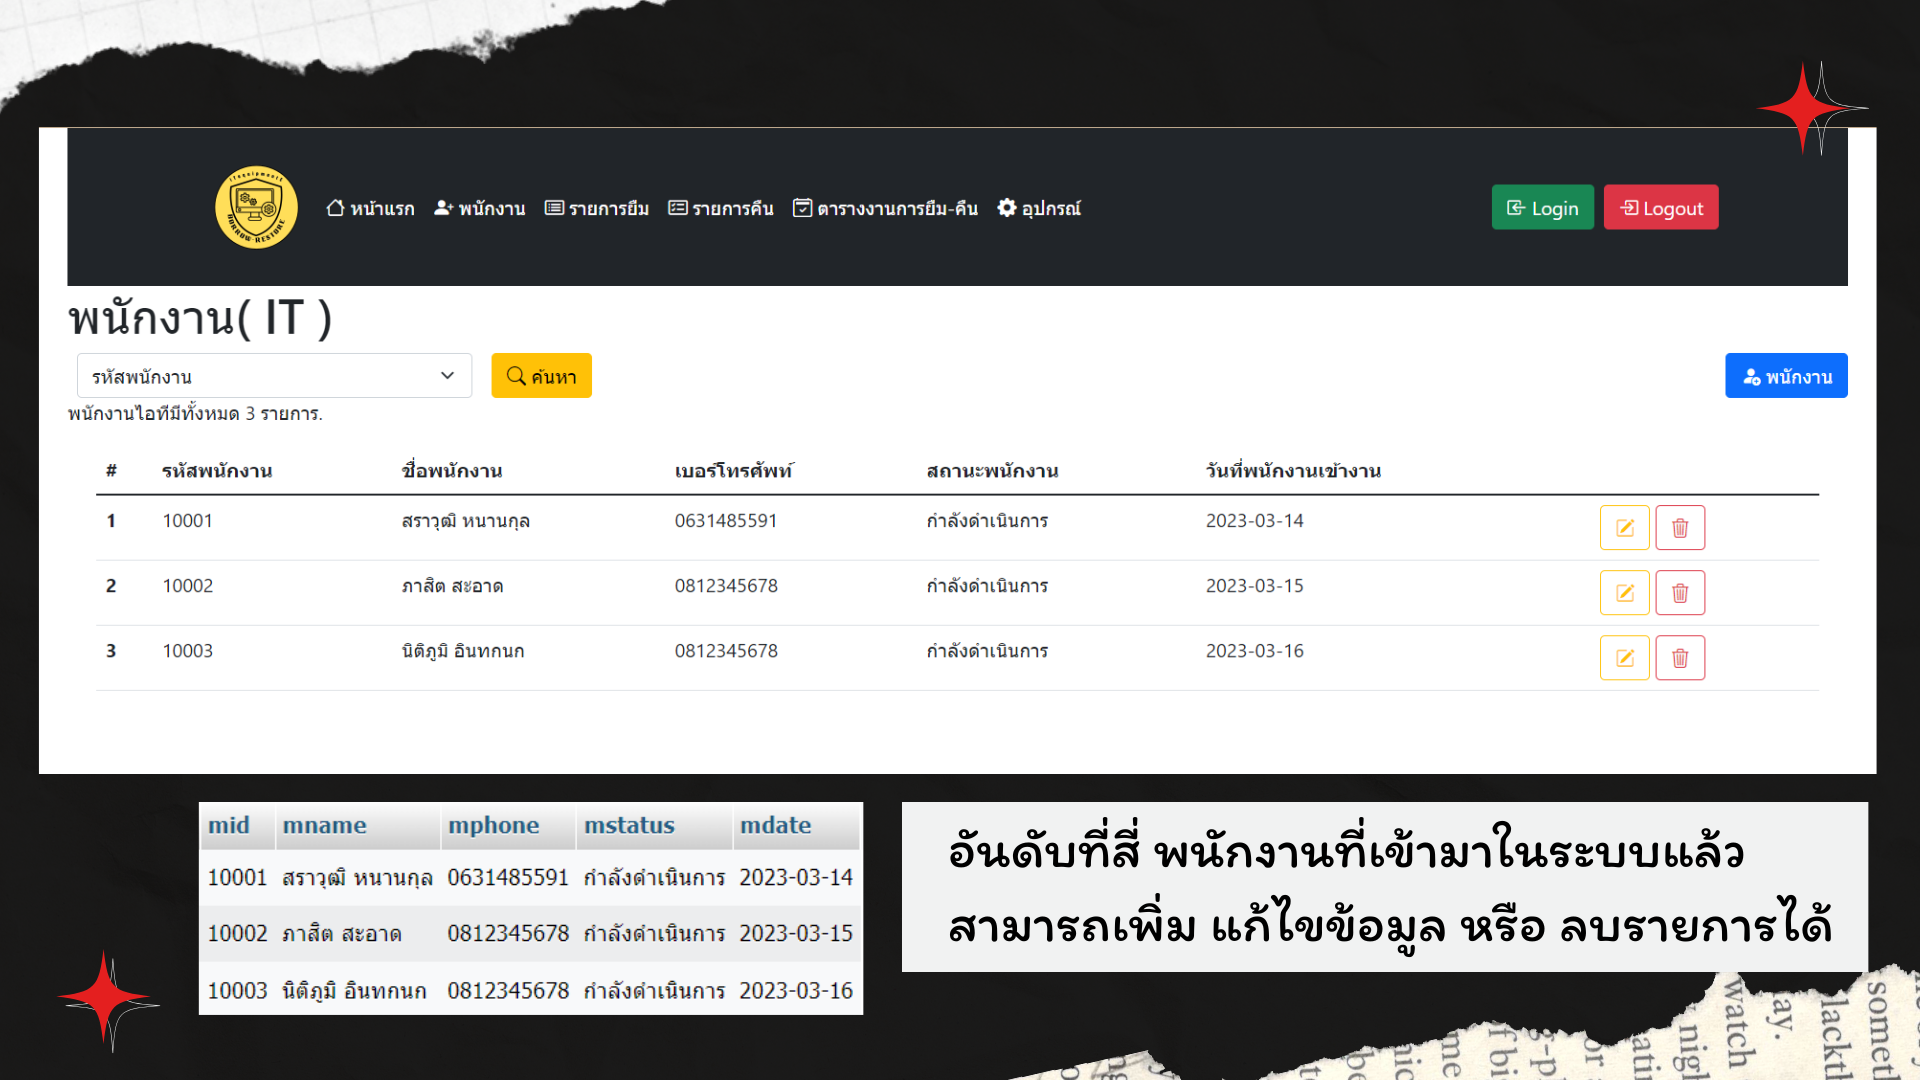 ITequipment
BORROW-RESTORE
หน้าแรก พนักงาน รายการยืม รายการคืน ตารางงานการยืม-คืน อุปกรณ์ Login Logout
พนักงาน( IT )
รหัสพนักงาน ค้นหา พนักงาน
พนักงานไอทีมีทั้งหมด 3 รายการ.
# รหัสพนักงาน ชื่อพนักงาน เบอร์โทรศัพท์ สถานะพนักงาน วันที่พนักงานเข้างาน
1 10001 สราวุฒิ หนานกุล 0631485591 กำลังดำเนินการ 2023-03-14
2 10002 ภาสิต สะอาด 0812345678 กำลังดำเนินการ 2023-03-15
3 10003 นิติภูมิ อินทกนก 0812345678 กำลังดำเนินการ 2023-03-16
mid mname mphone mstatus mdate
10001 สราวุฒิ หนานกุล 0631485591 กำลังดำเนินการ 2023-03-14
10002 ภาสิต สะอาด 0812345678 กำลังดำเนินการ 2023-03-15
10003 นิติภูมิ อินทกนก 0812345678 กำลังดำเนินการ 2023-03-16
อันดับที่สี่ พนักงานที่เข้ามาในระบบแล้ว
สามารถเพิ่ม แก้ไขข้อมูล หรือ ลบรายการได้
watch
ay.
lackt
somet
nigh